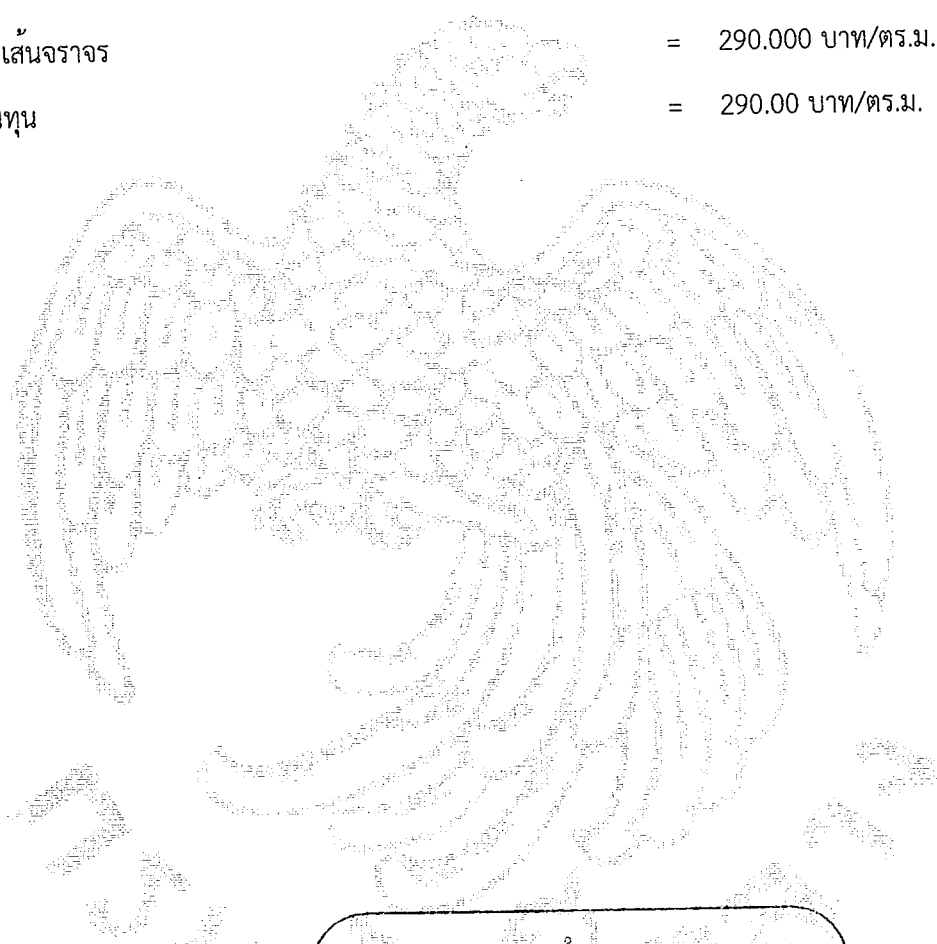 เส้นจราจร = 290.000 บาท/ตร.ม.
ทุน = 290.00 บาท/ตร.ม.